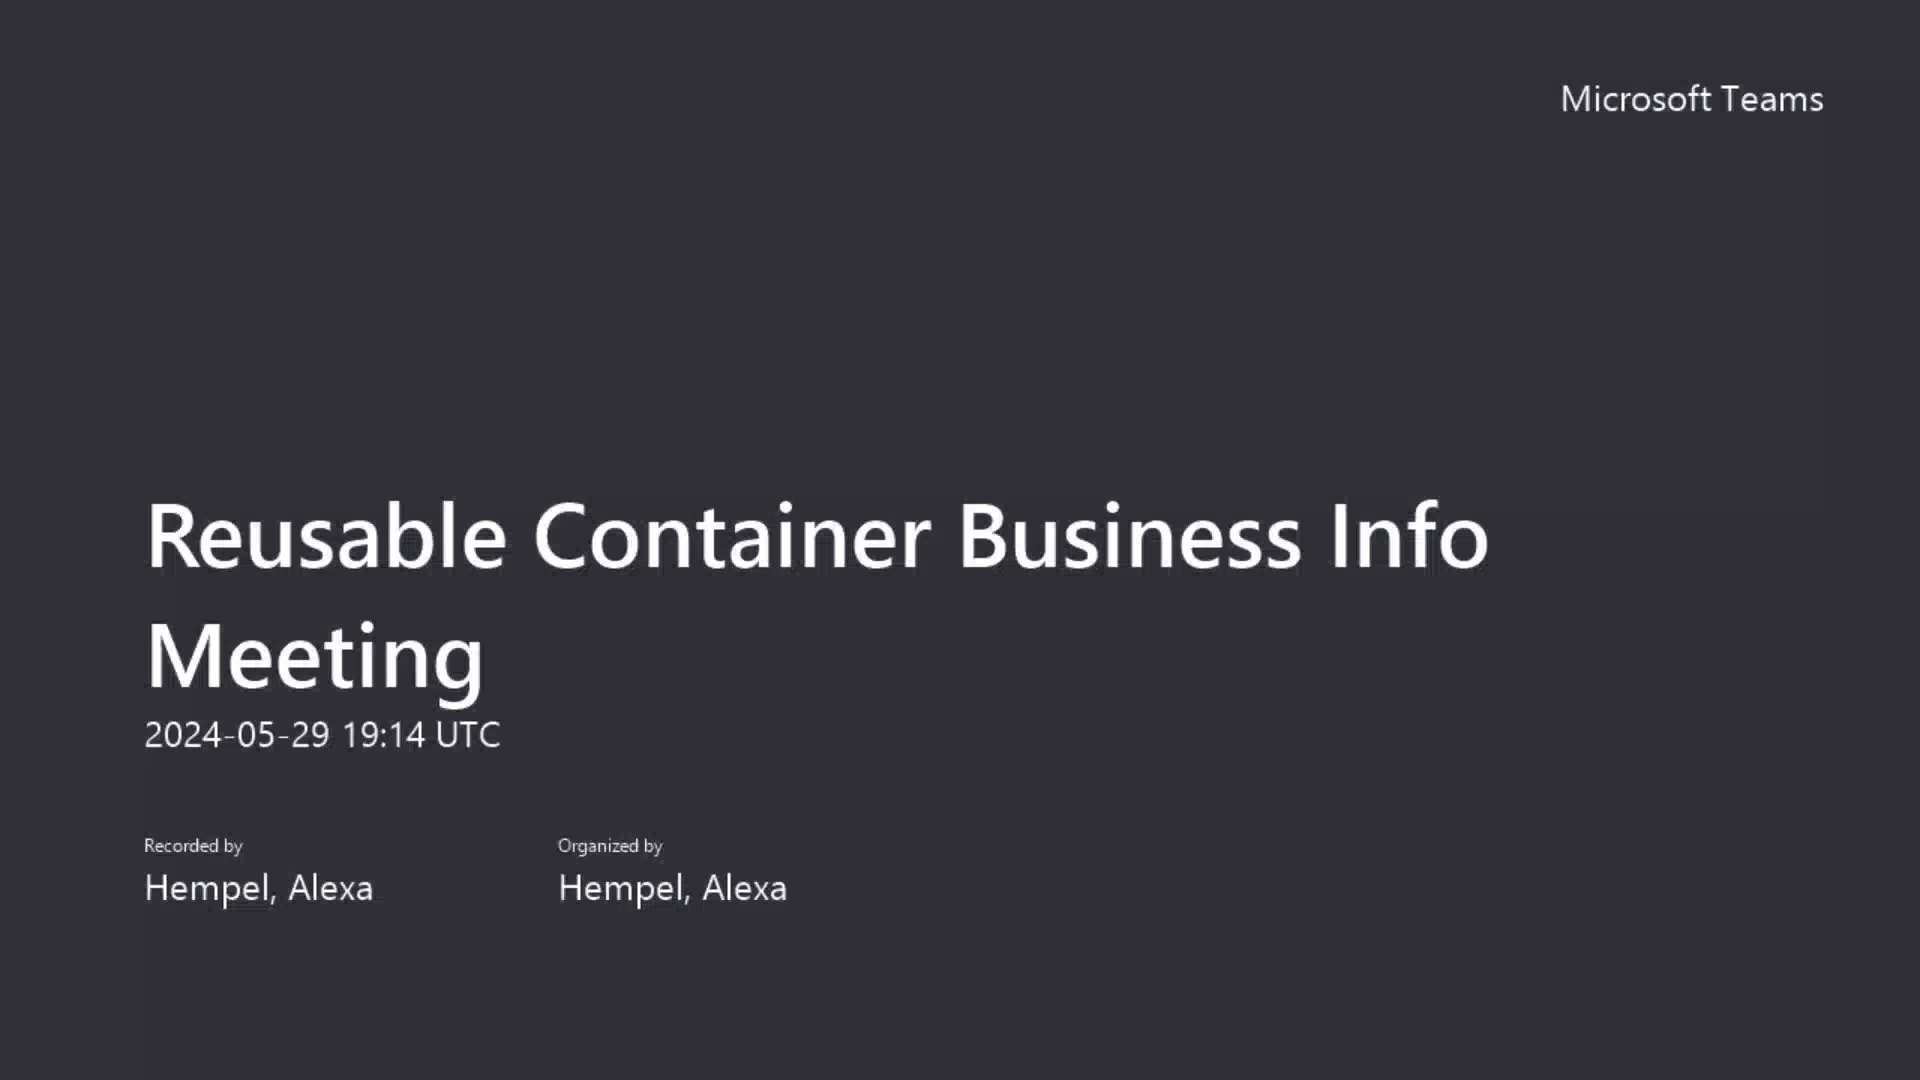 Microsoft Teams
Reusable Container Business Info
Meeting
2024-05-29 19:14 UTC
Recorded by
Hempel, Alexa
Organized by
Hempel, Alexa